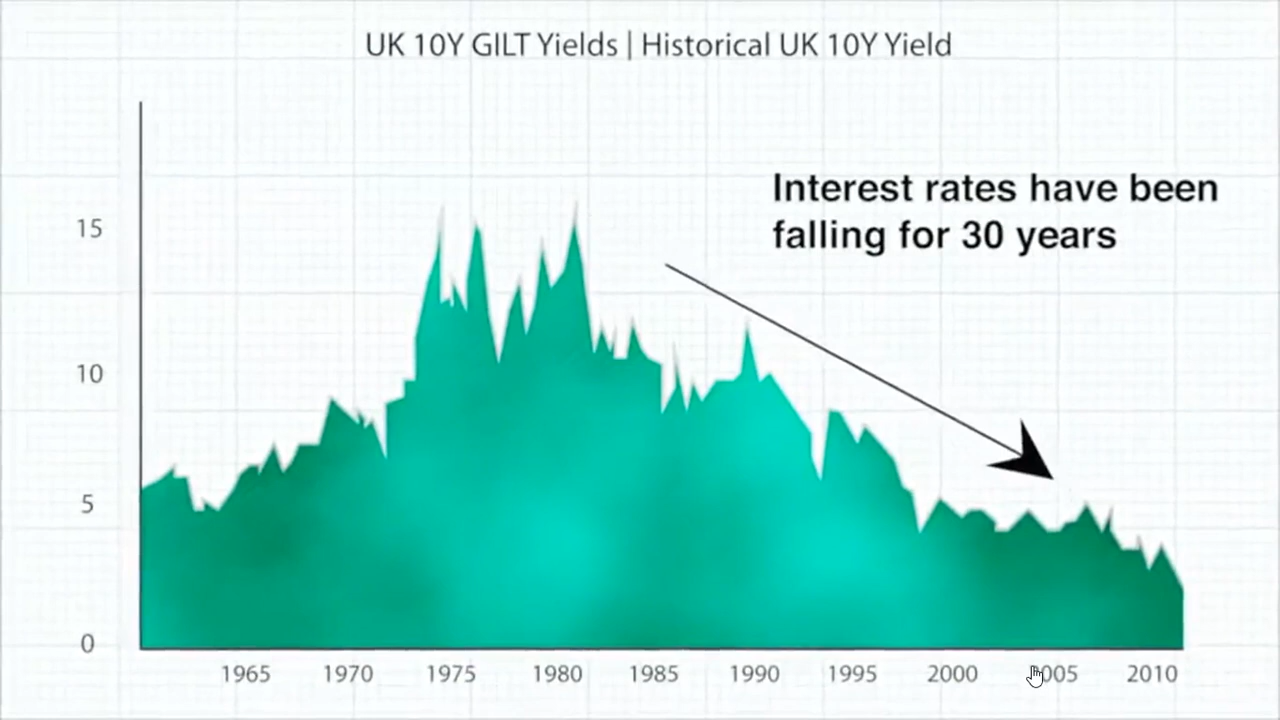 UK 10Y GILT Yields | Historical UK 10Y Yield
Interest rates have been
falling for 30 years
15
10
5
0
1965 1970 1975 1980 1985 1990 1995 2000 2005 2010